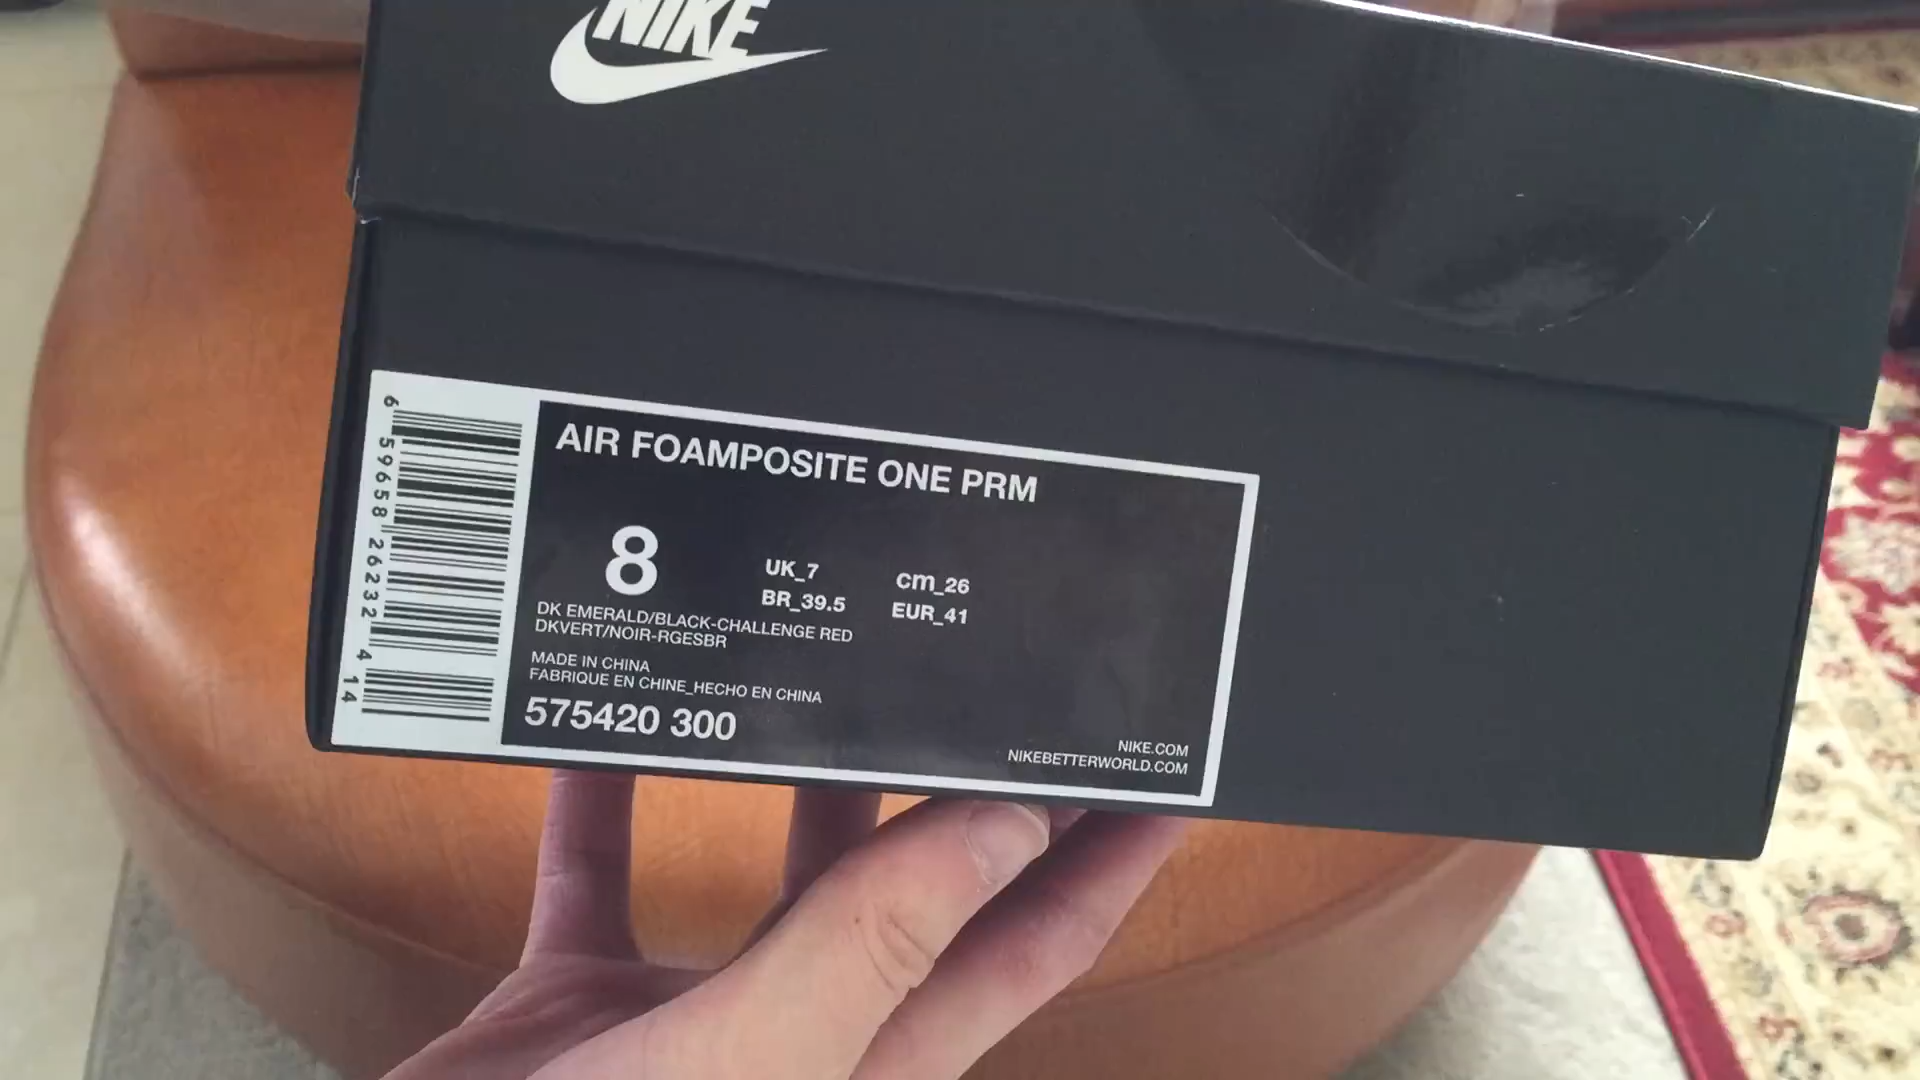 NIKE
AIR FOAMPOSITE ONE PRM
8
UK_7
cm_26
BR_39.5
EUR_41
DK EMERALD/BLACK-CHALLENGE RED
DKVERT/NOIR-RGESBR
MADE IN CHINA
FABRIQUE EN CHINE_HECHO EN CHINA
575420 300
NIKE.COM
NIKEBETTERWORLD.COM
6 59658 26232 4 14